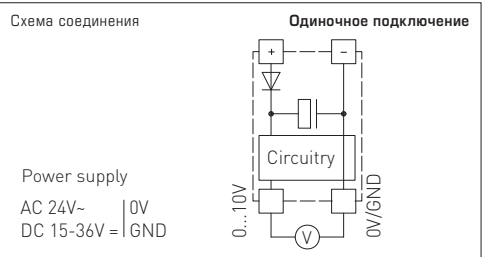 Схема соединения
Одиночное подключение
+ −
Circuitry
Power supply
AC 24V~ | 0V
DC 15-36V = | GND
0...10V
0V/GND
V